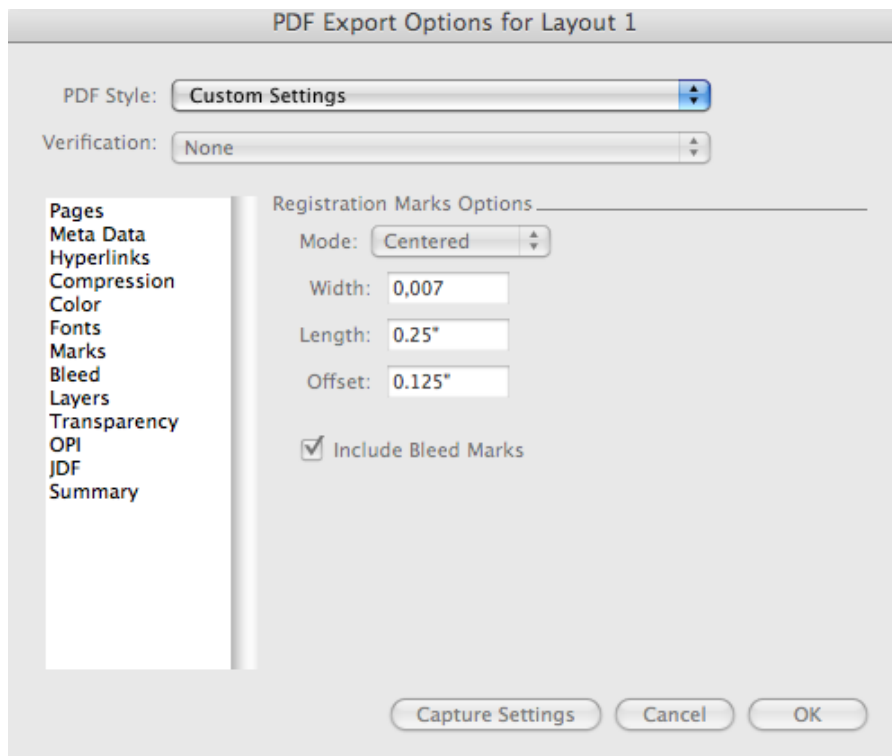 PDF Export Options for Layout 1
PDF Style: Custom Settings
Verification: None
Pages
Meta Data
Hyperlinks
Compression
Color
Fonts
Marks
Bleed
Layers
Transparency
OPI
JDF
Summary
Registration Marks Options
Mode: Centered
Width: 0,007
Length: 0.25"
Offset: 0.125"
Include Bleed Marks
Capture Settings Cancel OK